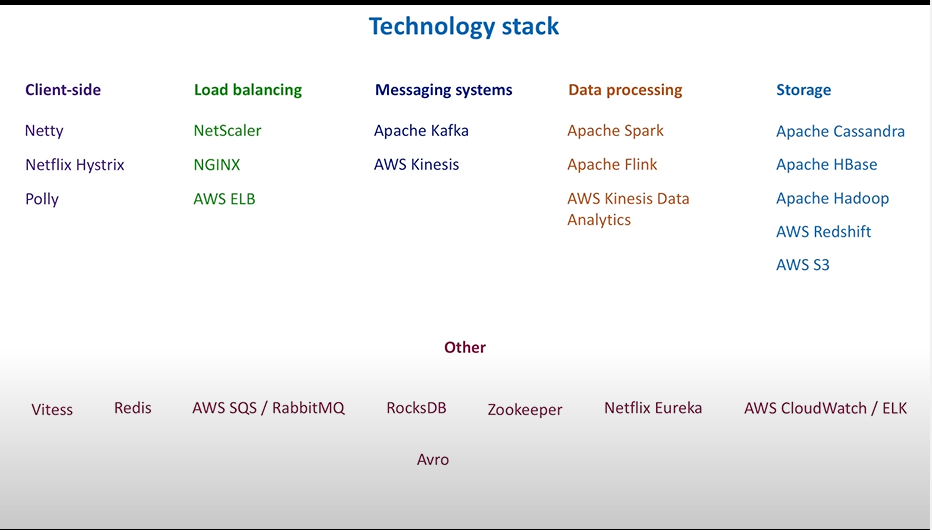 Technology stack
Client-side
Netty
Netflix Hystrix
Polly
Load balancing
NetScaler
NGINX
AWS ELB
Messaging systems
Apache Kafka
AWS Kinesis
Data processing
Apache Spark
Apache Flink
AWS Kinesis Data
Analytics
Storage
Apache Cassandra
Apache HBase
Apache Hadoop
AWS Redshift
AWS S3
Other
Vitess
Redis
AWS SQS / RabbitMQ
RocksDB
Zookeeper
Netflix Eureka
AWS CloudWatch / ELK
Avro